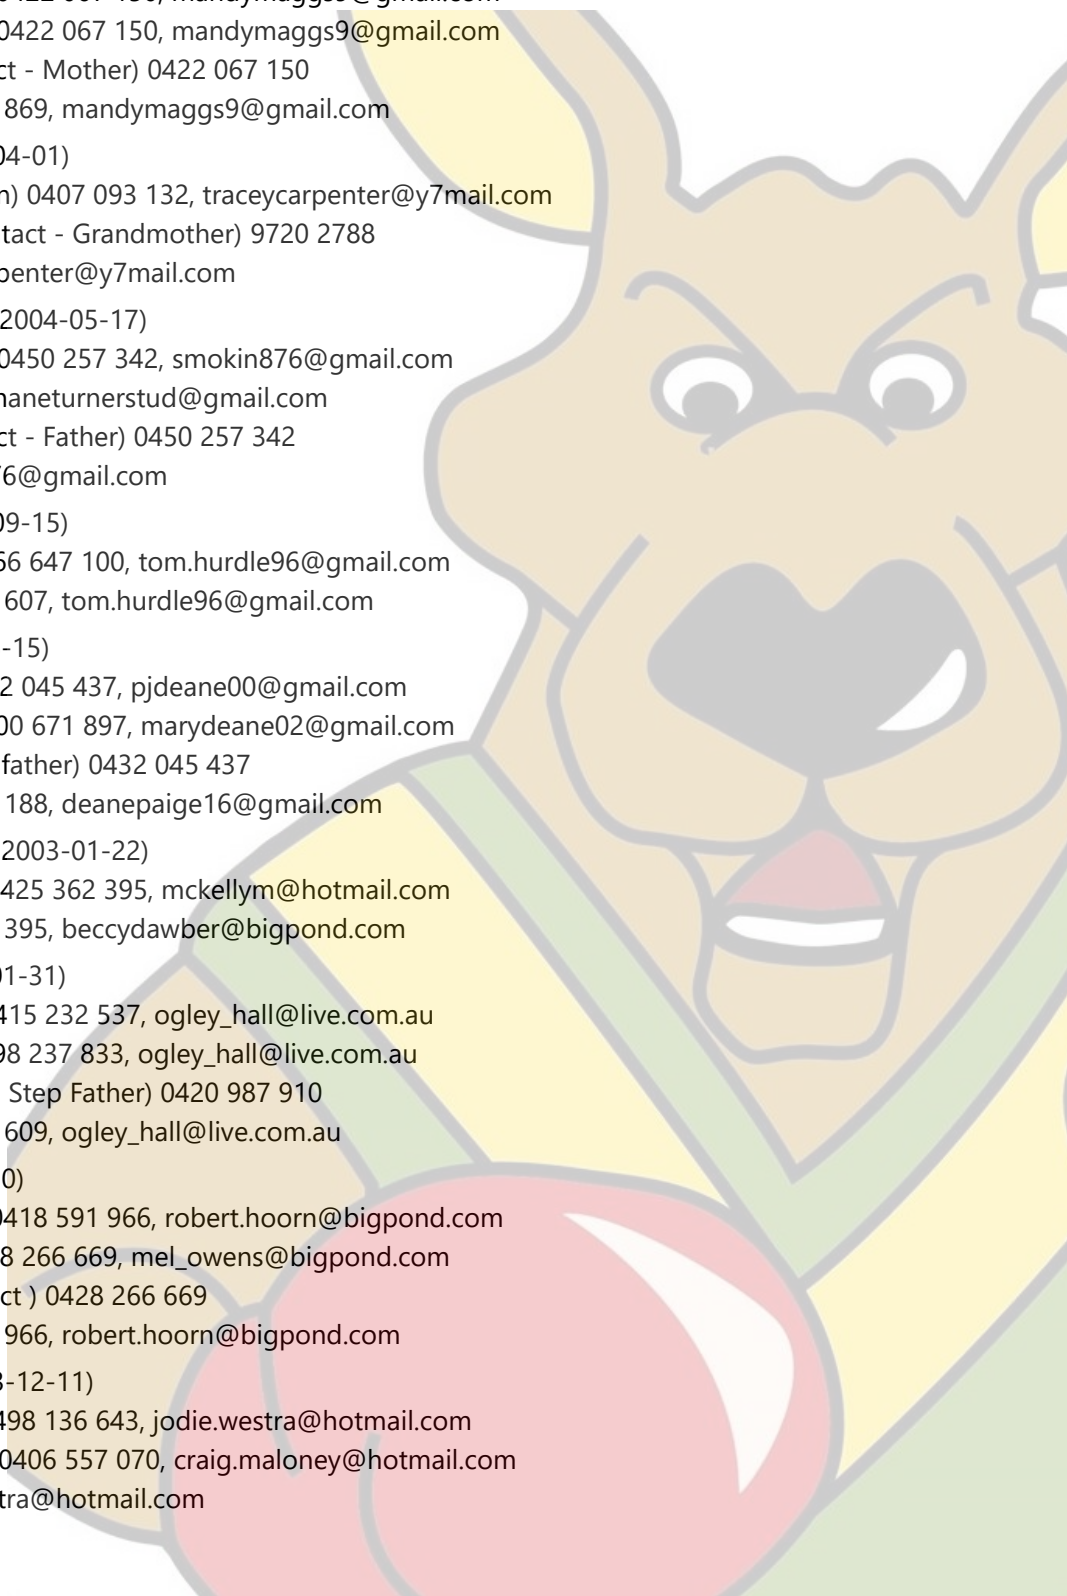 0422 067 150, mandymaggs9@gmail.com
ct - Mother) 0422 067 150
869, mandymaggs9@gmail.com
04-01)
n) 0407 093 132, traceycarpenter@y7mail.com
tact - Grandmother) 9720 2788
penter@y7mail.com
2004-05-17)
0450 257 342, smokin876@gmail.com
haneturnerstud@gmail.com
ct - Father) 0450 257 342
76@gmail.com
09-15)
66 647 100, tom.hurdle96@gmail.com
607, tom.hurdle96@gmail.com
-15)
2 045 437, pjdeane00@gmail.com
00 671 897, marydeane02@gmail.com
father) 0432 045 437
188, deanepaige16@gmail.com
2003-01-22)
425 362 395, mckellym@hotmail.com
395, beccydawber@bigpond.com
01-31)
415 232 537, ogley_hall@live.com.au
98 237 833, ogley_hall@live.com.au
Step Father) 0420 987 910
609, ogley_hall@live.com.au
0)
0418 591 966, robert.hoorn@bigpond.com
8 266 669, mel_owens@bigpond.com
ct ) 0428 266 669
966, robert.hoorn@bigpond.com
3-12-11)
498 136 643, jodie.westra@hotmail.com
0406 557 070, craig.maloney@hotmail.com
tra@hotmail.com